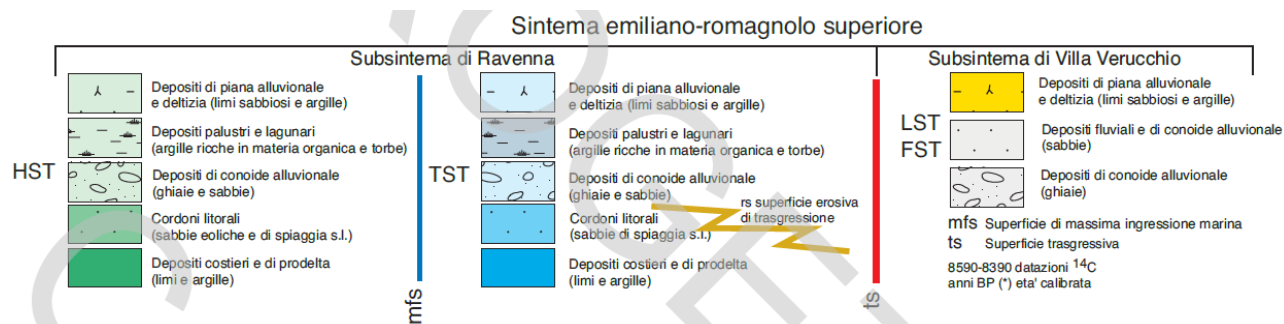 Sintema emiliano-romagnolo superiore
Subsintema di Ravenna
HST
Depositi di piana alluvionale
e deltizia (limi sabbiosi e argille)
Depositi palustri e lagunari
(argille ricche in materia organica e torbe)
Depositi di conoide alluvionale
(ghiaie e sabbie)
Cordoni litorali
(sabbie eoliche e di spiaggia s.l.)
Depositi costieri e di prodelta
(limi e argille)
mfs
TST
Depositi di piana alluvionale
e deltizia (limi sabbiosi e argille)
Depositi palustri e lagunari
(argille ricche in materia organica e torbe)
Depositi di conoide alluvionale
(ghiaie e sabbie)
Cordoni litorali
(sabbie di spiaggia s.l.)
Depositi costieri e di prodelta
(limi e argille)
rs superficie erosiva
di trasgressione
ts
Subsintema di Villa Verucchio
LST
FST
Depositi di piana alluvionale
e deltizia (limi sabbiosi e argille)
Depositi fluviali e di conoide alluvionale
(sabbie)
Depositi di conoide alluvionale
(ghiaie)
mfs Superficie di massima ingressione marina
ts Superficie trasgressiva
8590-8390 datazioni 14C
anni BP (*) eta' calibrata